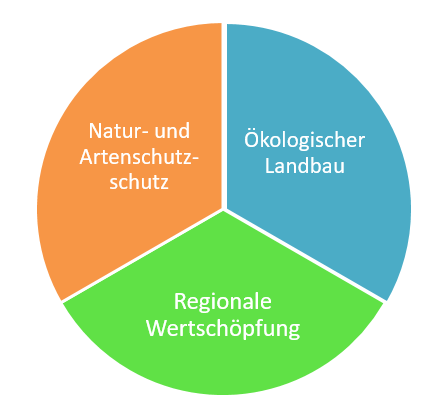 Natur- und
Artenschutz-
schutz
Ökologischer
Landbau
Regionale
Wertschöpfung